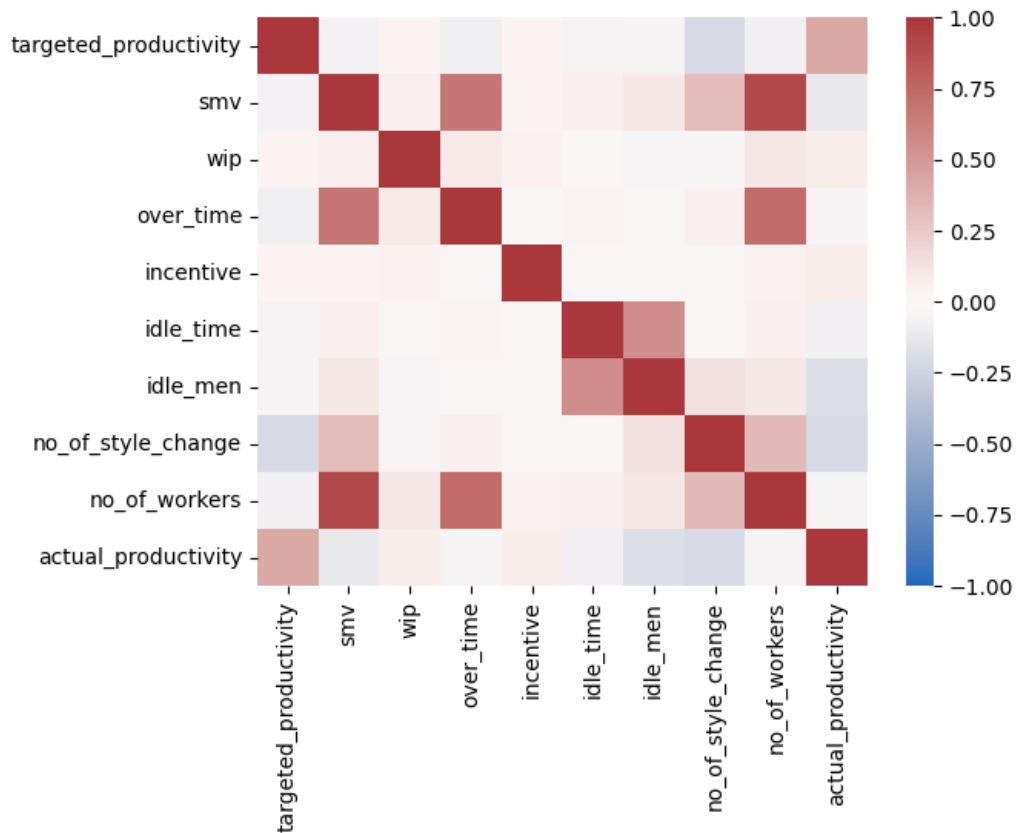 targeted_productivity
smv
wip
over_time
incentive
idle_time
idle_men
no_of_style_change
no_of_workers
actual_productivity
1.00
0.75
0.50
0.25
0.00
−0.25
−0.50
−0.75
−1.00
targeted_productivity
smv
wip
over_time
incentive
idle_time
idle_men
no_of_style_change
no_of_workers
actual_productivity